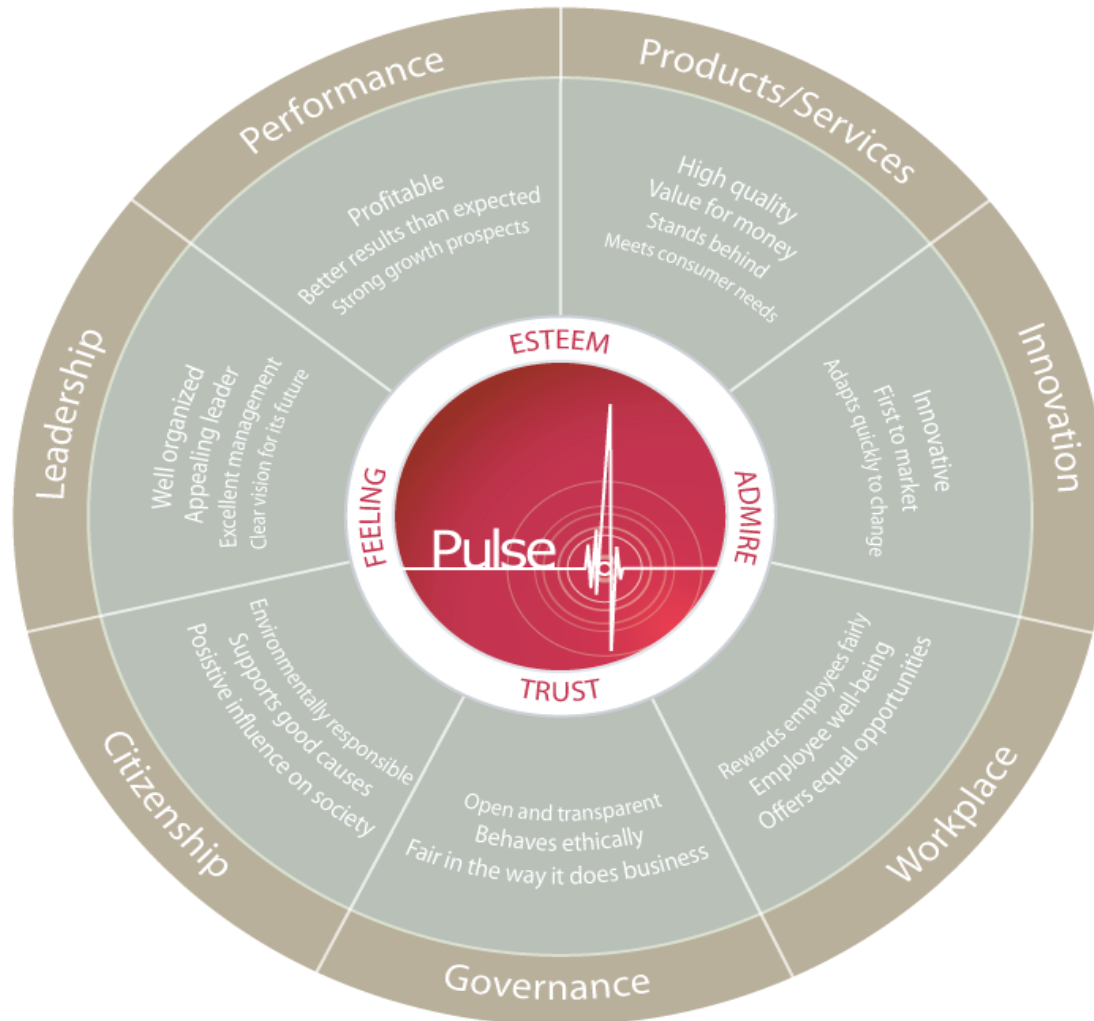 Performance
Profitable
Better results than expected
Strong growth prospects
Products/Services
High quality
Value for money
Stands behind
Meets consumer needs
Innovation
Innovative
First to market
Adapts quickly to change
Workplace
Rewards employees fairly
Employee well-being
Offers equal opportunities
Governance
Open and transparent
Behaves ethically
Fair in the way it does business
Citizenship
Environmentally responsible
Supports good causes
Posistive influence on society
Leadership
Well organized
Appealing leader
Excellent management
Clear vision for its future
ESTEEM
ADMIRE
TRUST
FEELING
Pulse